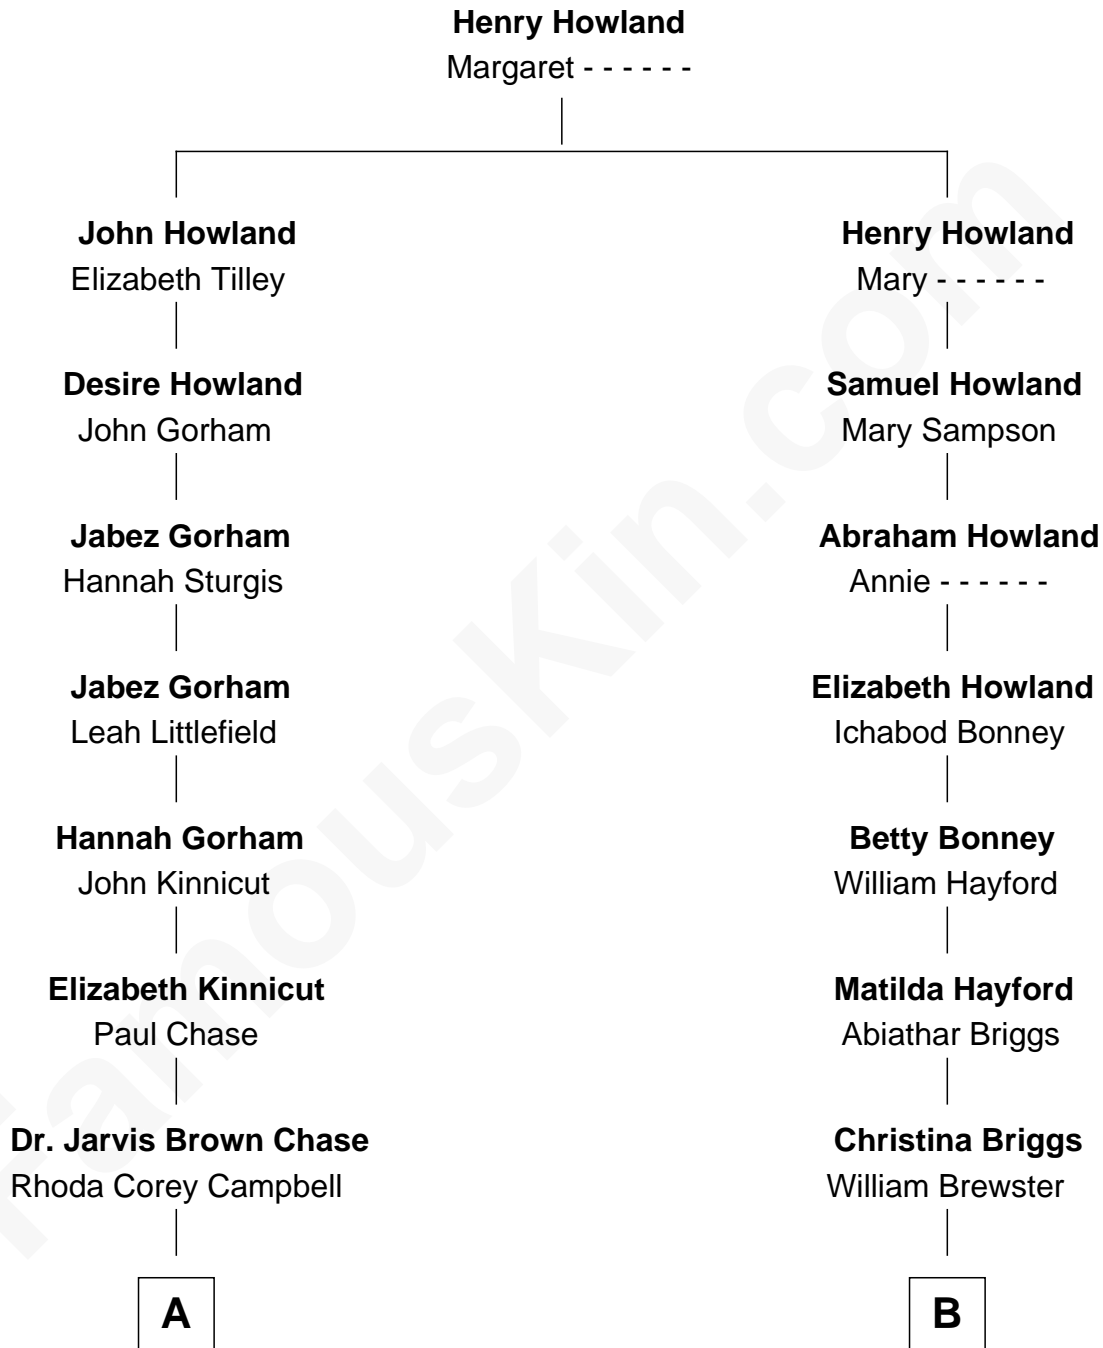 Henry Howland
Margaret - - - - - -
John Howland
Elizabeth Tilley
Henry Howland
Mary - - - - - -
Desire Howland
John Gorham
Samuel Howland
Mary Sampson
Jabez Gorham
Hannah Sturgis
Abraham Howland
Annie - - - - - -
Jabez Gorham
Leah Littlefield
Elizabeth Howland
Ichabod Bonney
Hannah Gorham
John Kinnicut
Betty Bonney
William Hayford
Elizabeth Kinnicut
Paul Chase
Matilda Hayford
Abiathar Briggs
Dr. Jarvis Brown Chase
Rhoda Corey Campbell
Christina Briggs
William Brewster
A
B
FamousKin.com